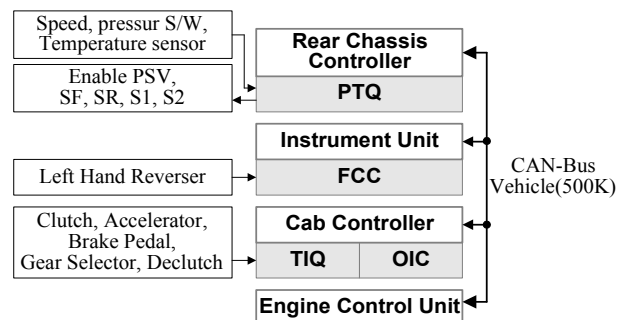 Speed, pressur S/W,
Temperature sensor
Enable PSV,
SF, SR, S1, S2
Rear Chassis
Controller
PTQ
Instrument Unit
FCC
Left Hand Reverser
Clutch, Accelerator,
Brake Pedal,
Gear Selector, Declutch
Cab Controller
TIQ OIC
Engine Control Unit
CAN-Bus
Vehicle(500K)